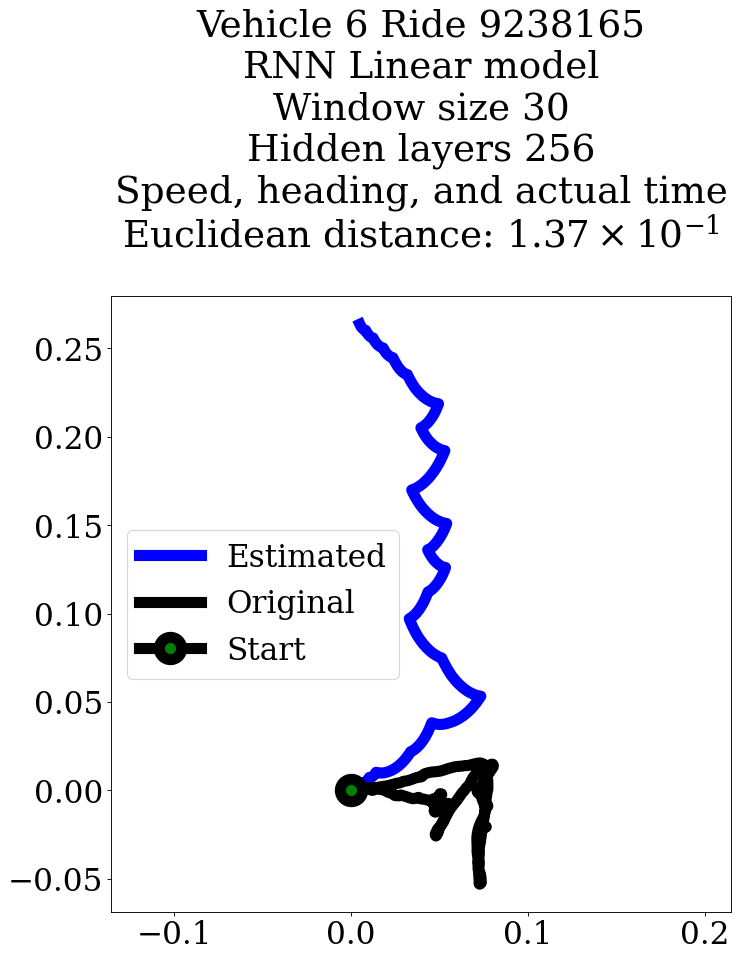 Vehicle 6 Ride 9238165
RNN Linear model
Window size 30
Hidden layers 256
Speed, heading, and actual time
Euclidean distance: 1.37 × 10⁻¹
0.25
0.20
0.15
0.10
0.05
0.00
−0.05
Estimated
Original
Start
−0.1 0.0 0.1 0.2